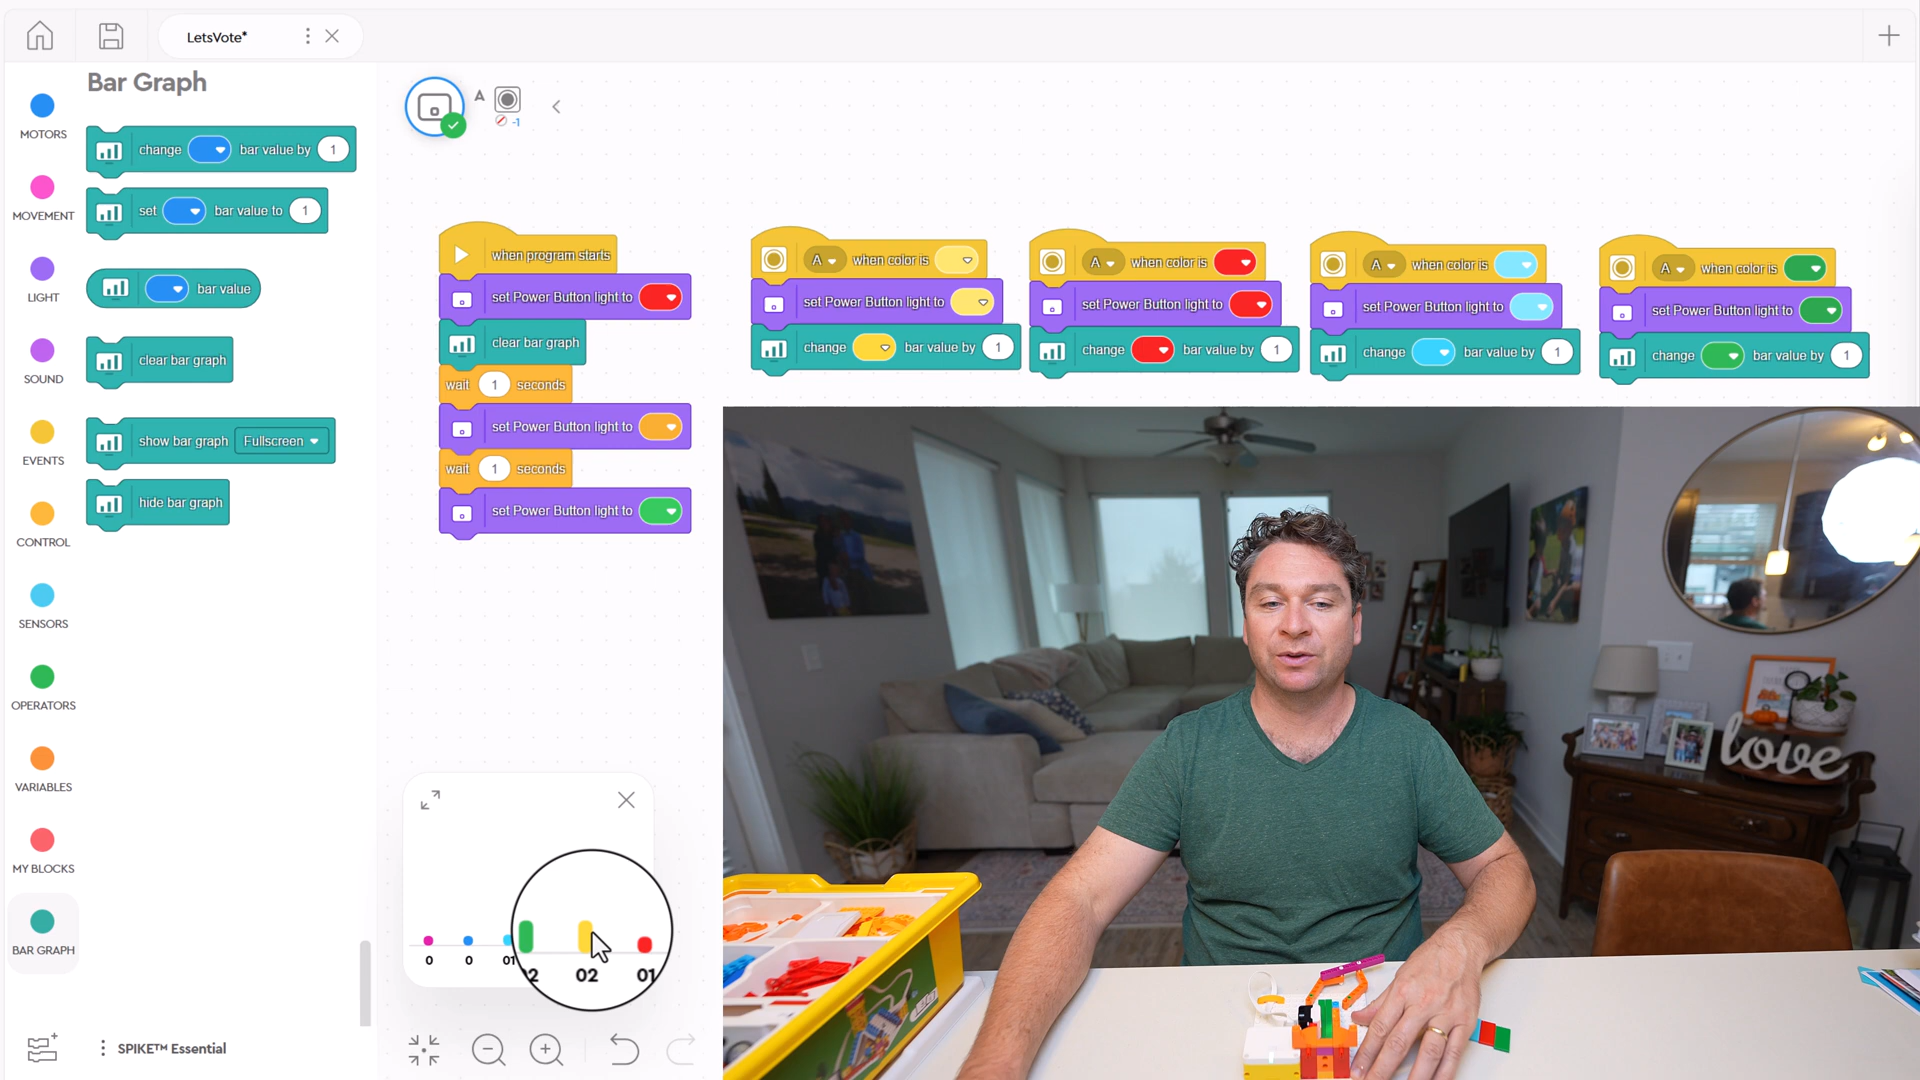 LetsVote*
Bar Graph
MOTORS
MOVEMENT
LIGHT
SOUND
EVENTS
CONTROL
SENSORS
OPERATORS
VARIABLES
MY BLOCKS
BAR GRAPH
change bar value by 1
set bar value to 1
bar value
clear bar graph
show bar graph Fullscreen
hide bar graph
SPIKE™ Essential
A
-1
when program starts
set Power Button light to
clear bar graph
wait 1 seconds
set Power Button light to
wait 1 seconds
set Power Button light to
A when color is
set Power Button light to
change bar value by 1
A when color is
set Power Button light to
change bar value by 1
A when color is
set Power Button light to
change bar value by 1
A when color is
set Power Button light to
change bar value by 1
0 0 01 02 01
love